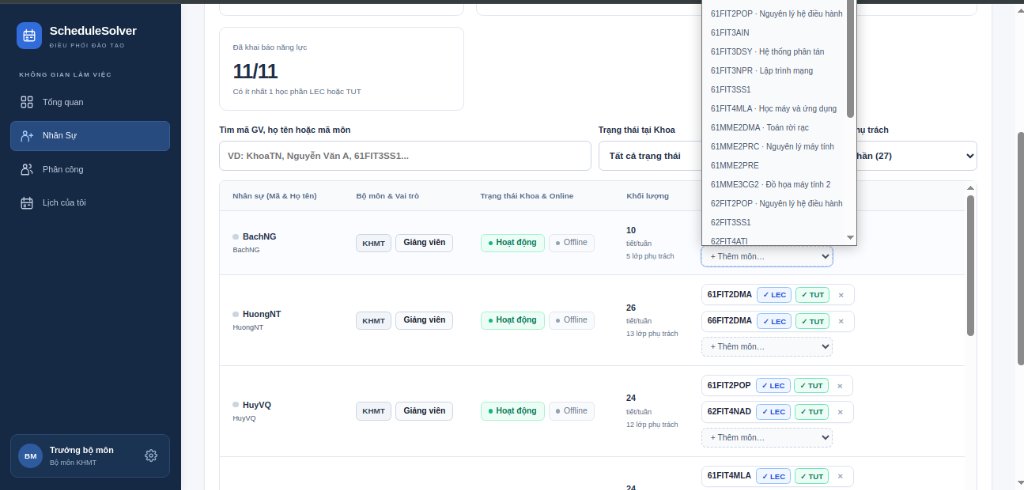 ScheduleSolver
ĐIỀU PHỐI ĐÀO TẠO
KHÔNG GIAN LÀM VIỆC
Tổng quan
Nhân Sự
Phân công
Lịch của tôi
BM
Trưởng bộ môn
Bộ môn KHMT
Đã khai báo năng lực
11/11
Có ít nhất 1 học phần LEC hoặc TUT
Tìm mã GV, họ tên hoặc mã môn
VD: KhoaTN, Nguyễn Văn A, 61FIT3SS1...
Trạng thái tại Khoa
Tất cả trạng thái
phụ trách
hần (27)
61FIT2POP · Nguyên lý hệ điều hành
61FIT3AIN
61FIT3DSY · Hệ thống phân tán
61FIT3NPR · Lập trình mạng
61FIT3SS1
61FIT4MLA · Học máy và ứng dụng
61MME2DMA · Toán rời rạc
61MME2PRC · Nguyên lý máy tính
61MME2PRE
61MME3CG2 · Đồ họa máy tính 2
62FIT2POP · Nguyên lý hệ điều hành
62FIT3SS1
62FIT4ATI
Nhân sự (Mã & Họ tên)
Bộ môn & Vai trò
Trạng thái Khoa & Online
Khối lượng
BachNG
BachNG
KHMT
Giảng viên
Hoạt động
Offline
10
tiết/tuần
5 lớp phụ trách
+ Thêm môn...
HuongNT
HuongNT
KHMT
Giảng viên
Hoạt động
Offline
26
tiết/tuần
13 lớp phụ trách
61FIT2DMA ✓ LEC ✓ TUT ×
66FIT2DMA ✓ LEC ✓ TUT ×
+ Thêm môn...
HuyVQ
HuyVQ
KHMT
Giảng viên
Hoạt động
Offline
24
tiết/tuần
12 lớp phụ trách
61FIT2POP ✓ LEC ✓ TUT ×
62FIT4NAD ✓ LEC ✓ TUT ×
+ Thêm môn...
24
61FIT4MLA ✓ LEC ✓ TUT ×